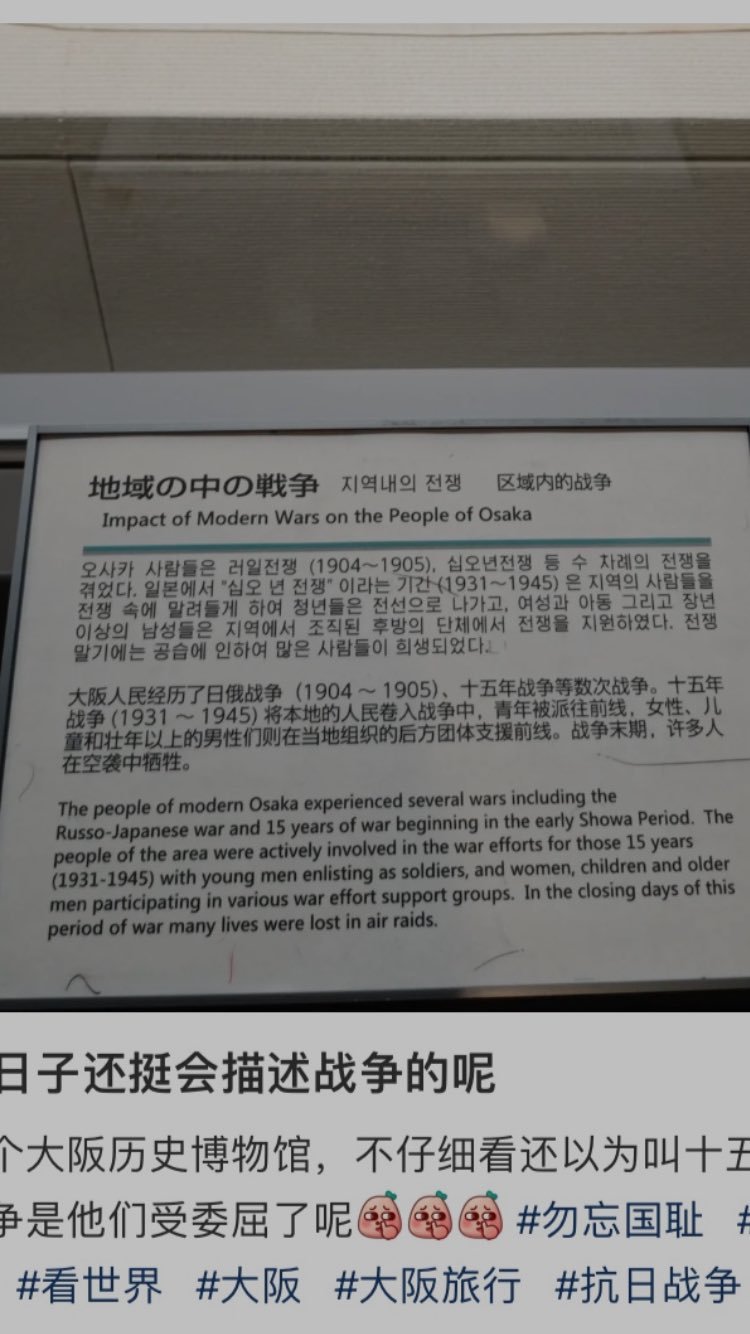 地域の中の戦争 지역내의 전쟁 区域内的战争
Impact of Modern Wars on the People of Osaka
오사카 사람들은 러일전쟁 (1904～1905), 십오년전쟁 등 수 차례의 전쟁을
겪었다. 일본에서 "십오 년 전쟁" 이라는 기간 (1931～1945) 은 지역의 사람들을
전쟁 속에 말려들게 하여 청년들은 전선으로 나가고, 여성과 아동 그리고 장년
이상의 남성들은 지역에서 조직된 후방의 단체에서 전쟁을 지원하였다. 전쟁
말기에는 공습에 인하여 많은 사람들이 희생되었다.
大阪人民经历了日俄战争（1904 ～ 1905）、十五年战争等数次战争。十五年
战争 (1931 ～ 1945) 将本地的人民卷入战争中，青年被派往前线，女性、儿
童和壮年以上的男性们则在当地组织的后方团体支援前线。战争末期，许多人
在空袭中牺牲。
The people of modern Osaka experienced several wars including the
Russo-Japanese war and 15 years of war beginning in the early Showa Period. The
people of the area were actively involved in the war efforts for those 15 years
(1931-1945) with young men enlisting as soldiers, and women, children and older
men participating in various war effort support groups. In the closing days of this
period of war many lives were lost in air raids.
日子还挺会描述战争的呢
个大阪历史博物馆，不仔细看还以为叫十五
争是他们受委屈了呢 #勿忘国耻 #
#看世界 #大阪 #大阪旅行 #抗日战争